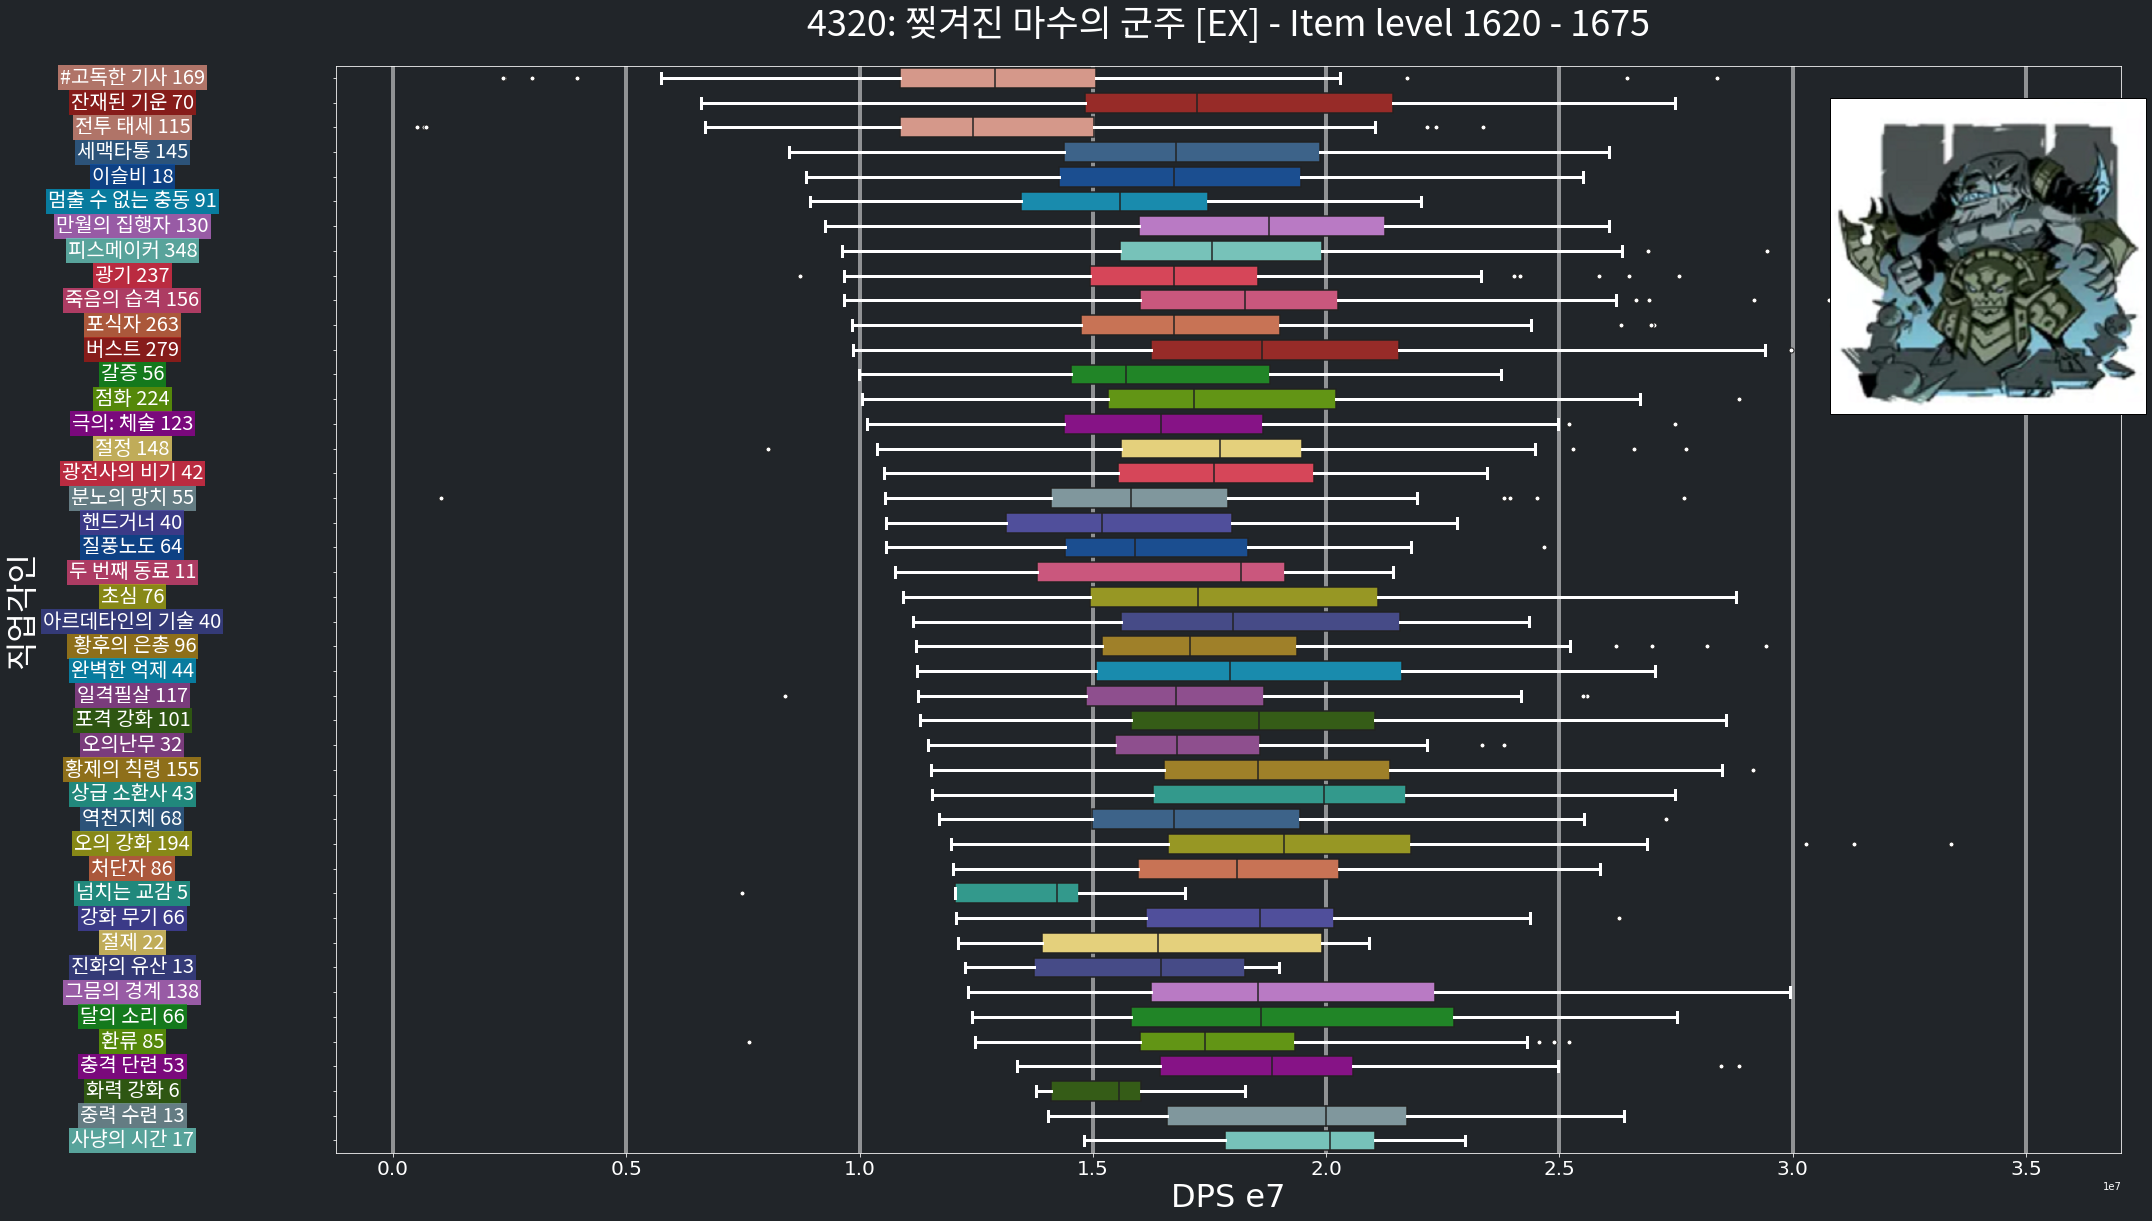 4320: 찢겨진 마수의 군주 [EX] - Item level 1620 - 1675
#고독한 기사 169
잔재된 기운 70
전투 태세 115
세맥타통 145
이슬비 18
멈출 수 없는 충동 91
만월의 집행자 130
피스메이커 348
광기 237
죽음의 습격 156
포식자 263
버스트 279
갈증 56
점화 224
극의: 체술 123
절정 148
광전사의 비기 42
분노의 망치 55
핸드거너 40
질풍노도 64
두 번째 동료 11
초심 76
아르데타인의 기술 40
황후의 은총 96
완벽한 억제 44
일격필살 117
포격 강화 101
오의난무 32
황제의 칙령 155
상급 소환사 43
역천지체 68
오의 강화 194
처단자 86
넘치는 교감 5
강화 무기 66
절제 22
진화의 유산 13
그믐의 경계 138
달의 소리 66
환류 85
충격 단련 53
화력 강화 6
중력 수련 13
사냥의 시간 17
직업각인
0.0 0.5 1.0 1.5 2.0 2.5 3.0 3.5
1e7
DPS e7